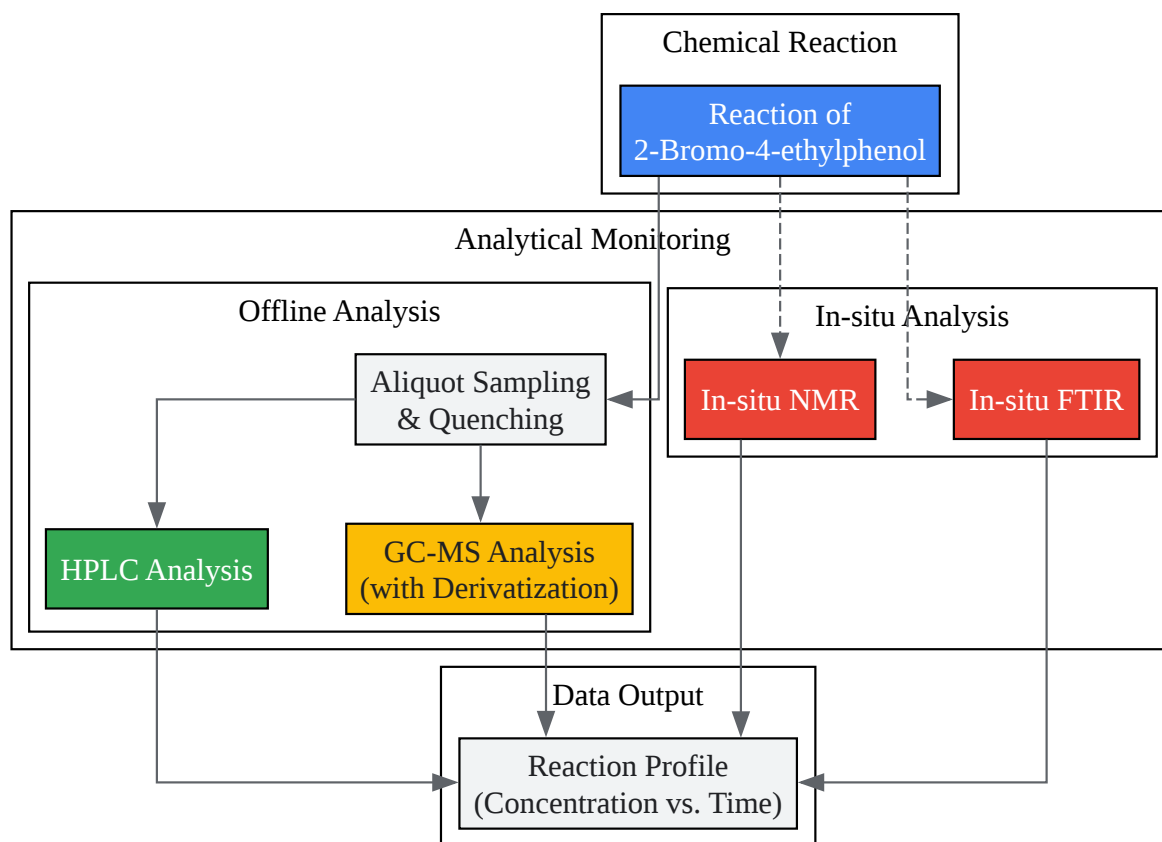 Chemical Reaction
Reaction of
2-Bromo-4-ethylphenol
Analytical Monitoring
Offline Analysis
In-situ Analysis
Aliquot Sampling
& Quenching
In-situ NMR
In-situ FTIR
HPLC Analysis
GC-MS Analysis
(with Derivatization)
Data Output
Reaction Profile
(Concentration vs. Time)